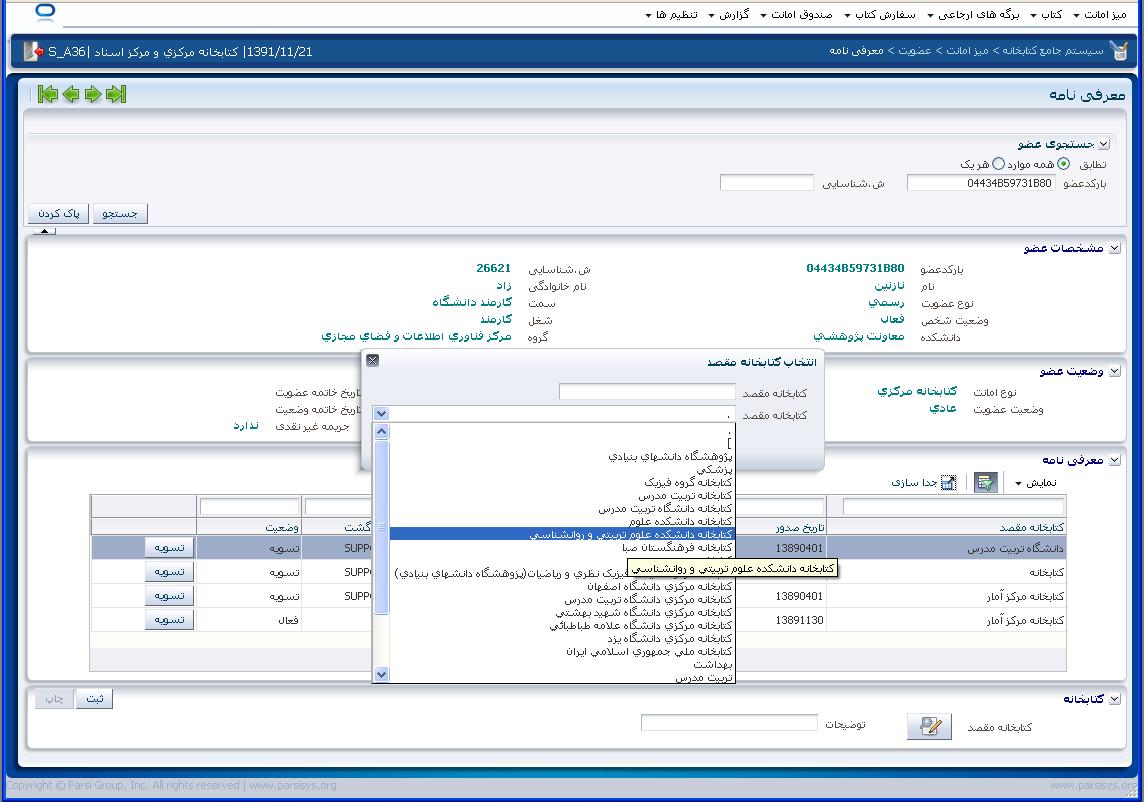 میز امانت کتاب برگه های ارجاعی سفارش کتاب صندوق امانت گزارش تنظیم ها
سیستم جامع کتابخانه > میز امانت > عضویت > معرفی نامه
1391/11/21| کتابخانه مرکزي و مرکز اسناد |S_A36
معرفی نامه
جستجوی عضو
تطابق همه موارد هر یک
بارکدعضو 04434B59731B80 ش.شناسایی
جستجو پاک کردن
مشخصات عضو
بارکدعضو 04434B59731B80 ش.شناسایی 26621
نام نازنین نام خانوادگی زاد
نوع عضویت رسمي سمت کارمند دانشگاه
وضعیت شخص فعال شغل کارمند
دانشکده معاونت پژوهشي گروه مرکز فناوري اطلاعات و فضاي مجازي
وضعیت عضو
نوع امانت کتابخانه مرکزي
وضعیت عضویت عادي
تاریخ خاتمه عضویت
تاریخ خاتمه وضعیت
جریمه غیر نقدی ندارد
انتخاب کتابخانه مقصد
کتابخانه مقصد
کتابخانه مقصد .
.
[
پژوهشگاه دانشهاي بنيادي
پزشکي
کتابخانه گروه فيزيک
کتابخانه تربيت مدرس
کتابخانه دانشگاه تربيت مدرس
کتابخانه دانشکده علوم
کتابخانه دانشکده علوم تربيتي و روانشناسي
کتابخانه فرهنگستان صبا
کتابخانه دانشکده علوم تربيتي و روانشناسي
فيزيک نظري و رياضيات(پژوهشگاه دانشهاي بنيادي)
کتابخانه مرکزي دانشگاه اصفهان
کتابخانه مرکزي دانشگاه تربيت مدرس
کتابخانه مرکزي دانشگاه شهيد بهشتي
کتابخانه مرکزي دانشگاه علامه طباطبائي
کتابخانه مرکزي دانشگاه يزد
کتابخانه ملي جمهوري اسلامي ايران
بهداشت
تربيت مدرس
معرفی نامه
نمایش جدا سازی
کتابخانه مقصد تاریخ صدور گشت وضعیت
دانشگاه تربيت مدرس 13890401 SUPP تسویه تسویه
کتابخانه SUPP تسویه تسویه
کتابخانه مرکز آمار 13890401 SUPP تسویه تسویه
کتابخانه مرکز آمار 13891130 فعال تسویه
کتابخانه
ثبت چاپ
کتابخانه مقصد توضیحات
Copyright © Parsi Group, Inc. All rights reserved | www.parsisys.org
www.parsisys.org